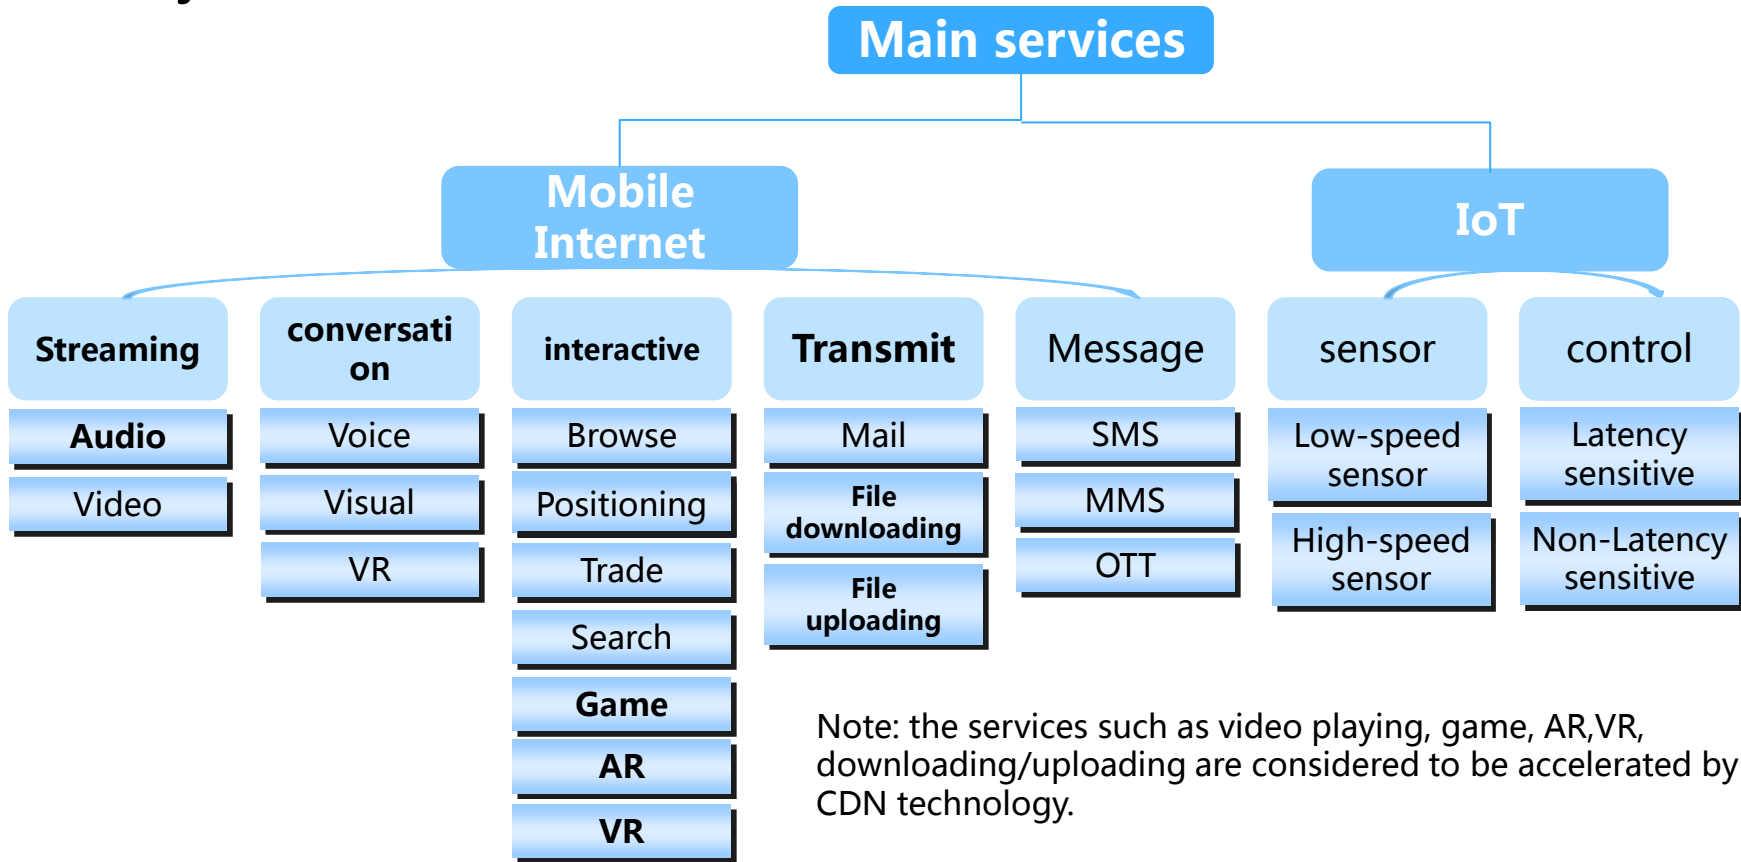 Main services
Mobile
Internet
IoT
Streaming
conversati
on
interactive
Transmit
Message
sensor
control
Audio
Video
Voice
Visual
VR
Browse
Positioning
Trade
Search
Game
AR
VR
Mail
File
downloading
File
uploading
SMS
MMS
OTT
Low-speed
sensor
High-speed
sensor
Latency
sensitive
Non-Latency
sensitive
Note: the services such as video playing, game, AR,VR,
downloading/uploading are considered to be accelerated by
CDN technology.